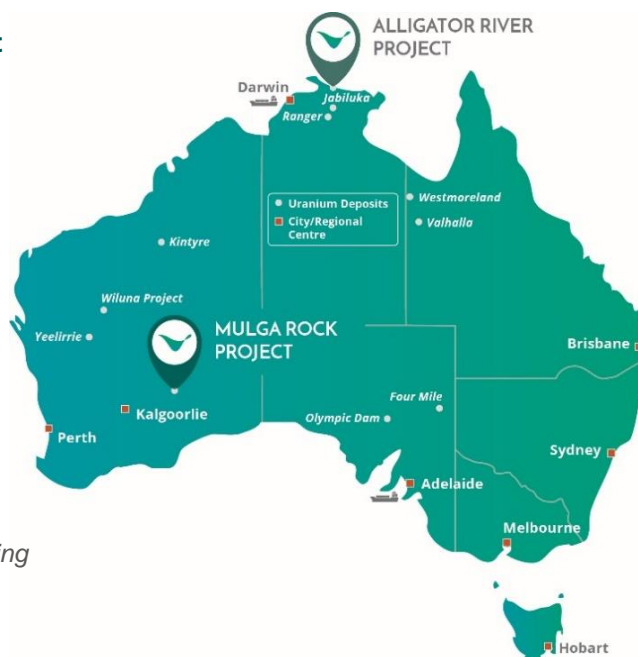 :
ALLIGATOR RIVER
PROJECT
Darwin
Jabiluka
Ranger
Uranium Deposits
City/Regional
Centre
Westmoreland
Valhalla
Kintyre
Wiluna Project
Yeelirrie
MULGA ROCK
PROJECT
Brisbane
Kalgoorlie
Perth
Four Mile
Olympic Dam
Sydney
Adelaide
Melbourne
ing
Hobart